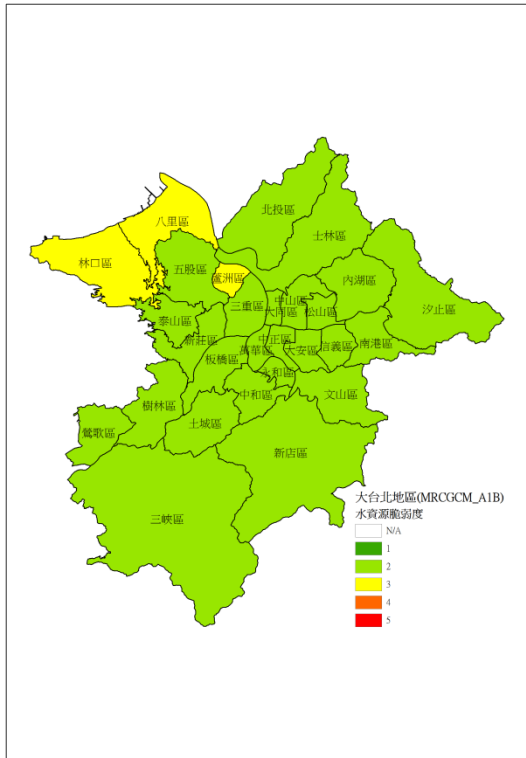 北投區
士林區
八里區
林口區
五股區
蘆洲區
內湖區
汐止區
三重區
中山區
大同區
松山區
泰山區
新莊區
中正區
萬華區
大安區
信義區
南港區
板橋區
永和區
中和區
文山區
樹林區
土城區
鶯歌區
新店區
三峽區
大台北地區(MRCGCM_A1B)
水資源脆弱度
N/A
1
2
3
4
5